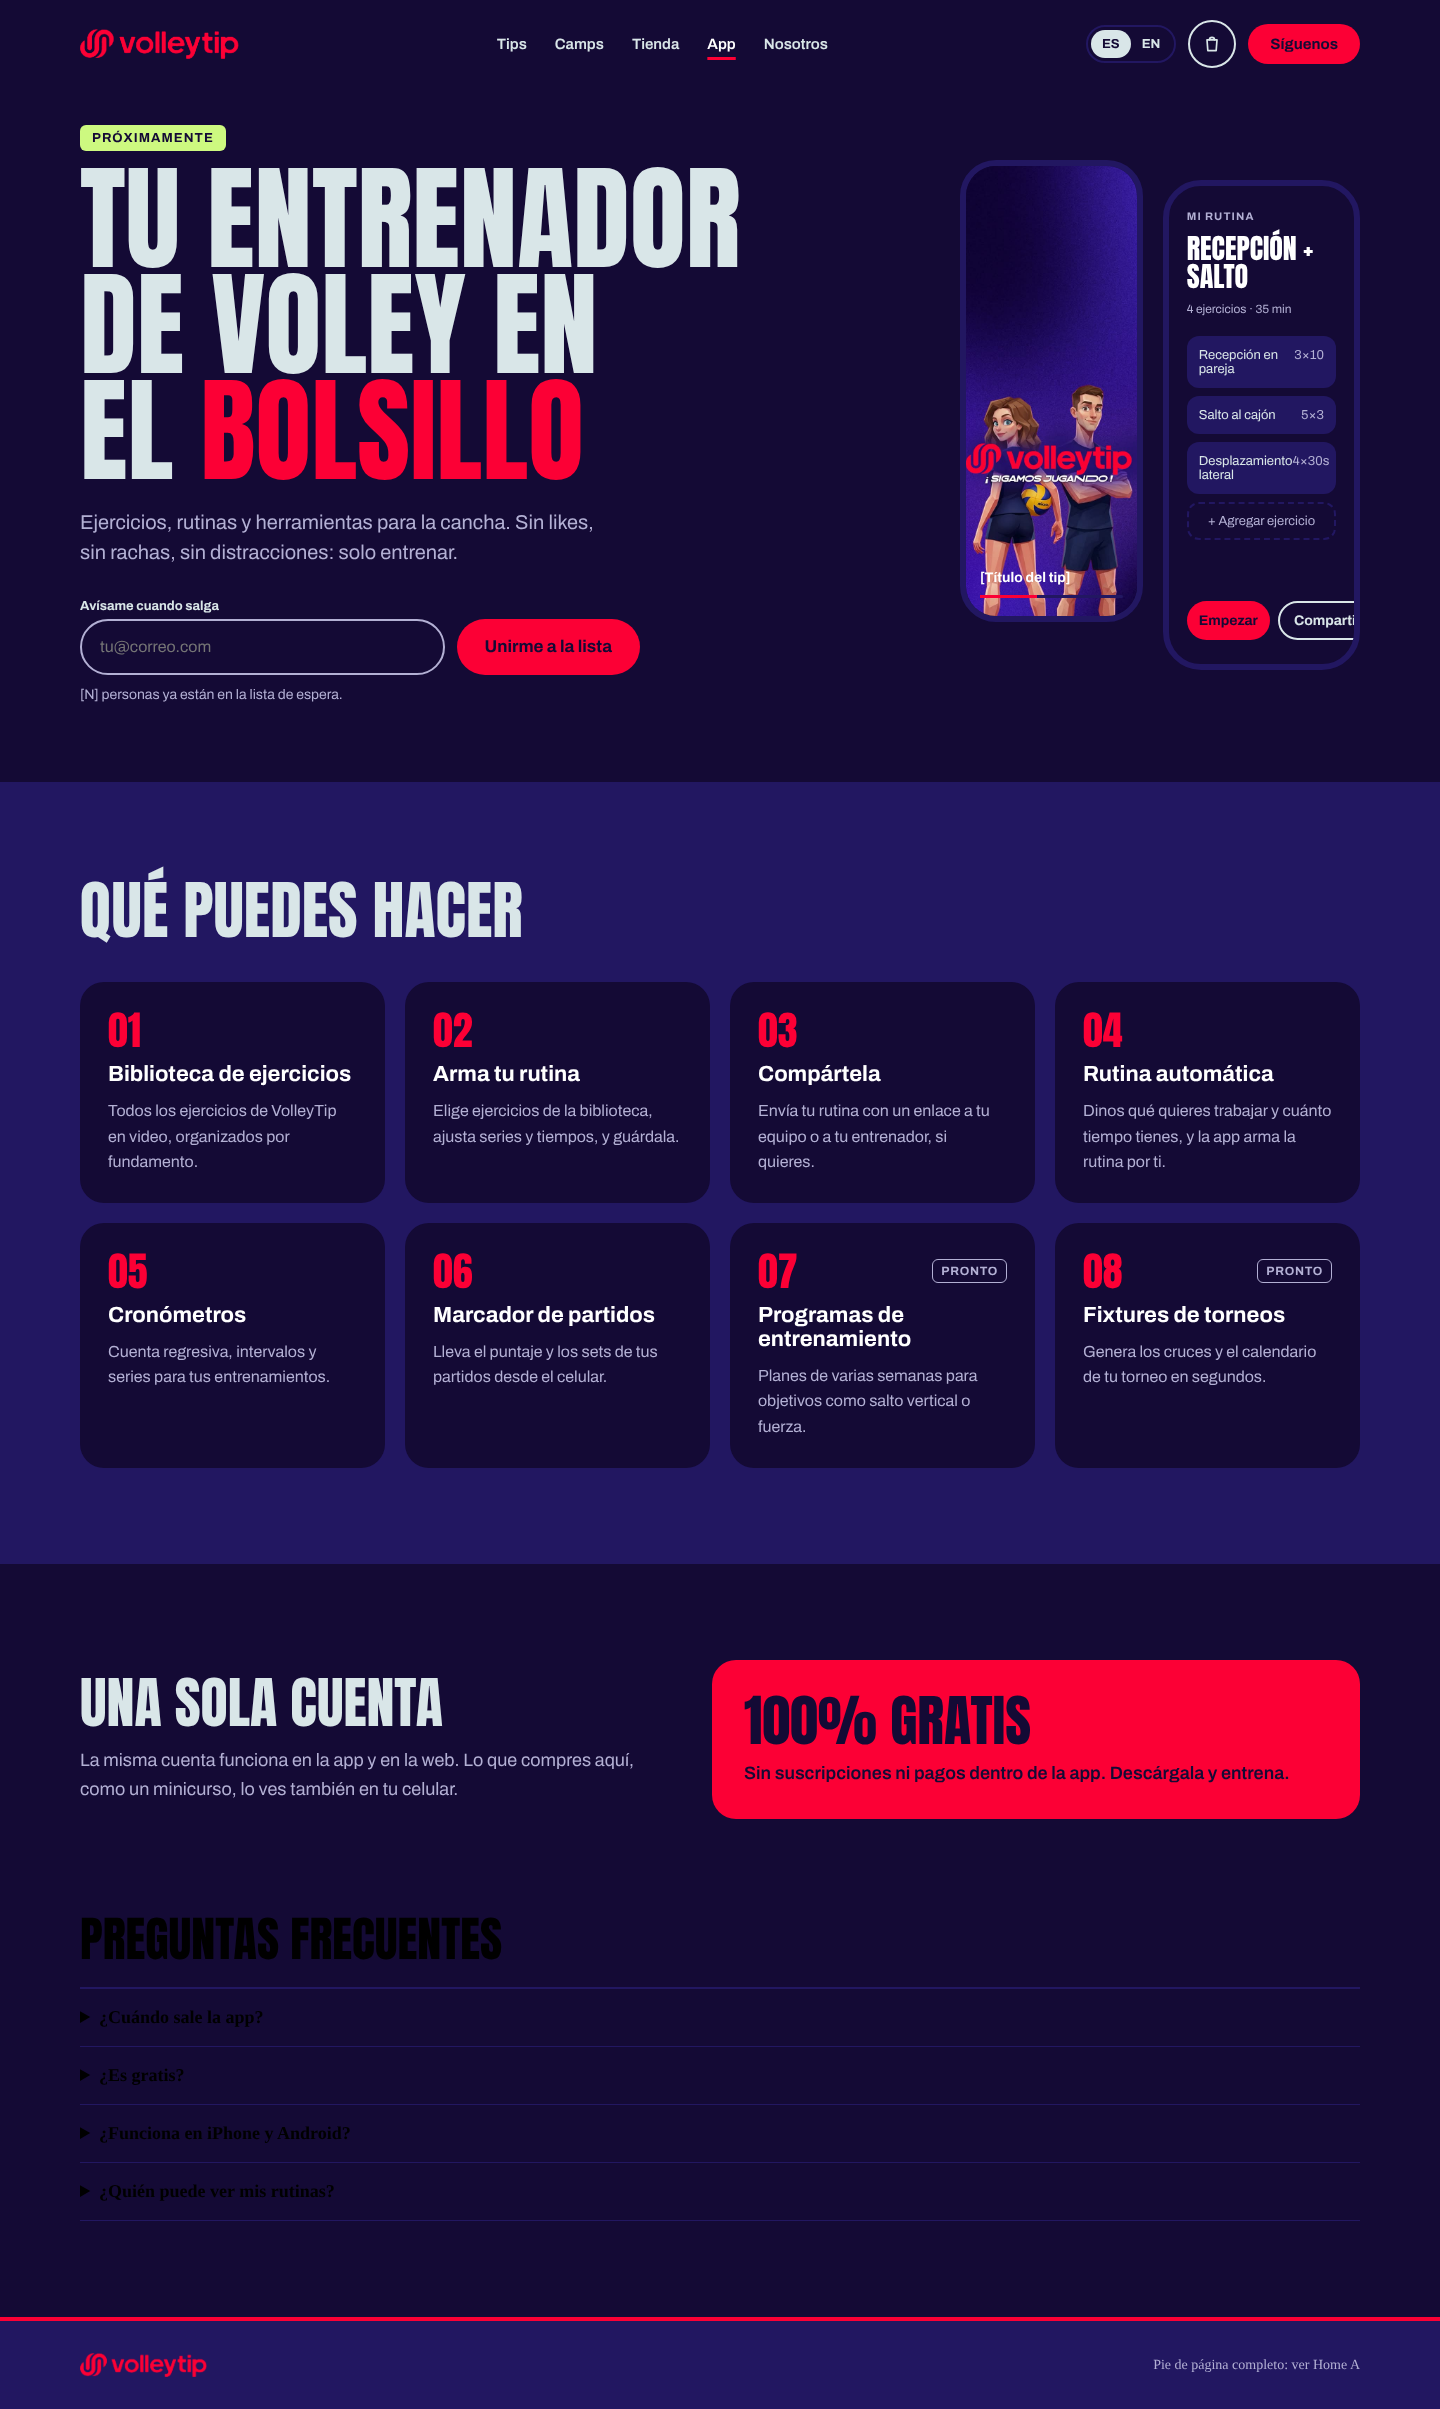 volleytip
Tips
Camps
Tienda
App
Nosotros
ES
EN
Síguenos
PRÓXIMAMENTE
TU ENTRENADOR
DE VOLEY EN
EL BOLSILLO
Ejercicios, rutinas y herramientas para la cancha. Sin likes,
sin rachas, sin distracciones: solo entrenar.
Avísame cuando salga
tu@correo.com
Unirme a la lista
[N] personas ya están en la lista de espera.
volleytip
¡SIGAMOS JUGANDO!
[Título del tip]
MI RUTINA
RECEPCIÓN +
SALTO
4 ejercicios · 35 min
Recepción en
pareja
3×10
Salto al cajón
5×3
Desplazamiento
lateral
4×30s
+ Agregar ejercicio
Empezar
Comparti
QUÉ PUEDES HACER
01
Biblioteca de ejercicios
Todos los ejercicios de VolleyTip
en video, organizados por
fundamento.
02
Arma tu rutina
Elige ejercicios de la biblioteca,
ajusta series y tiempos, y guárdala.
03
Compártela
Envía tu rutina con un enlace a tu
equipo o a tu entrenador, si
quieres.
04
Rutina automática
Dinos qué quieres trabajar y cuánto
tiempo tienes, y la app arma la
rutina por ti.
05
Cronómetros
Cuenta regresiva, intervalos y
series para tus entrenamientos.
06
Marcador de partidos
Lleva el puntaje y los sets de tus
partidos desde el celular.
07
PRONTO
Programas de
entrenamiento
Planes de varias semanas para
objetivos como salto vertical o
fuerza.
08
PRONTO
Fixtures de torneos
Genera los cruces y el calendario
de tu torneo en segundos.
UNA SOLA CUENTA
La misma cuenta funciona en la app y en la web. Lo que compres aquí,
como un minicurso, lo ves también en tu celular.
100% GRATIS
Sin suscripciones ni pagos dentro de la app. Descárgala y entrena.
PREGUNTAS FRECUENTES
¿Cuándo sale la app?
¿Es gratis?
¿Funciona en iPhone y Android?
¿Quién puede ver mis rutinas?
volleytip
Pie de página completo: ver Home A